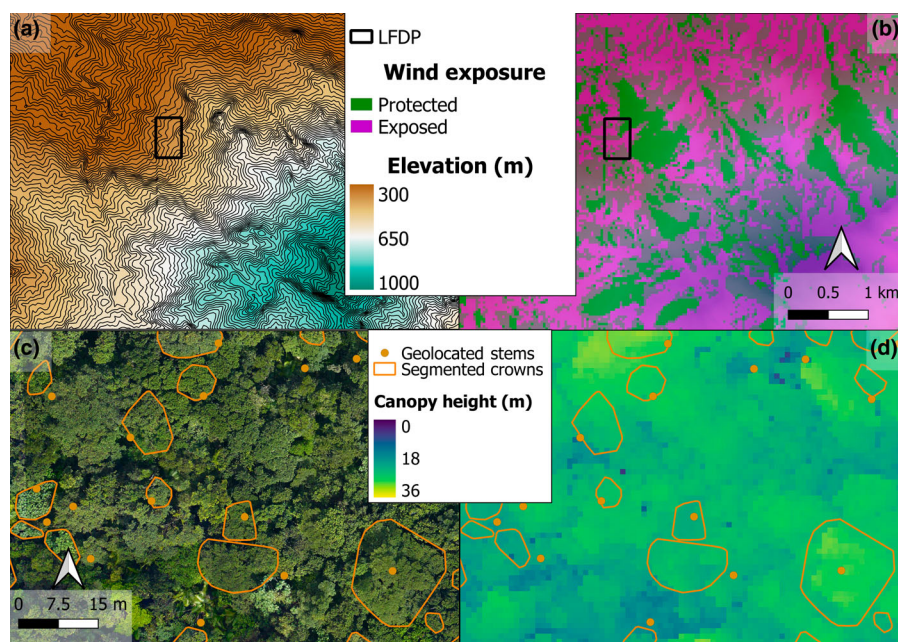 (a)
LFDP
Wind exposure
Protected
Exposed
Elevation (m)
300
650
1000
(b)
0 0.5 1 km
(c)
0 7.5 15 m
Geolocated stems
Segmented crowns
Canopy height (m)
0
18
36
(d)